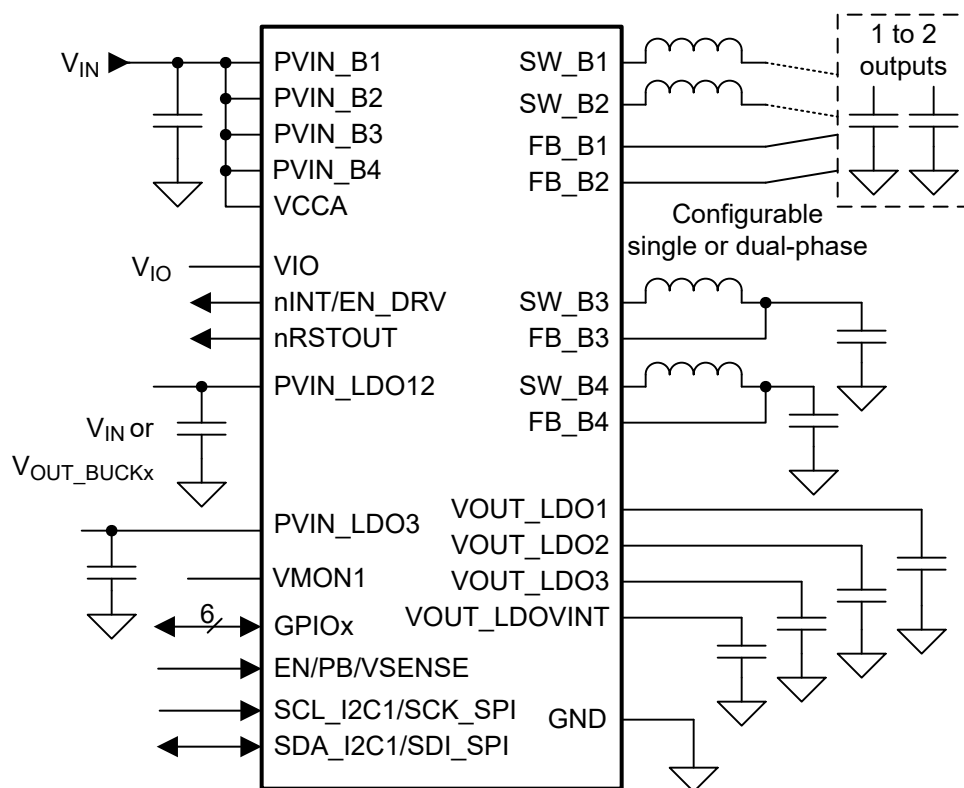 V_IN
PVIN_B1
PVIN_B2
PVIN_B3
PVIN_B4
VCCA
V_IO
VIO
nINT/EN_DRV
nRSTOUT
PVIN_LDO12
V_IN or
V_OUT_BUCKx
PVIN_LDO3
VMON1
6
GPIOx
EN/PB/VSENSE
SCL_I2C1/SCK_SPI
SDA_I2C1/SDI_SPI
SW_B1
SW_B2
FB_B1
FB_B2
1 to 2
outputs
Configurable
single or dual-phase
SW_B3
FB_B3
SW_B4
FB_B4
VOUT_LDO1
VOUT_LDO2
VOUT_LDO3
VOUT_LDOVINT
GND